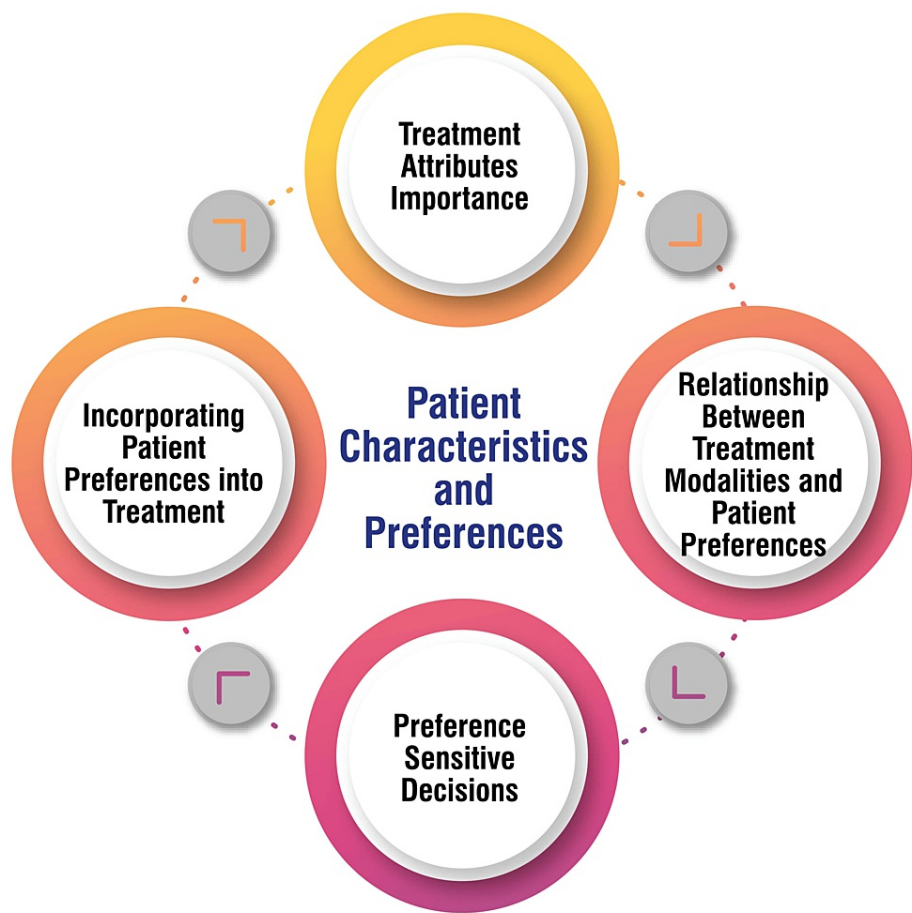 Treatment
Attributes
Importance
Incorporating
Patient
Preferences into
Treatment
Patient
Characteristics
and
Preferences
Relationship
Between
Treatment
Modalities and
Patient
Preferences
Preference
Sensitive
Decisions